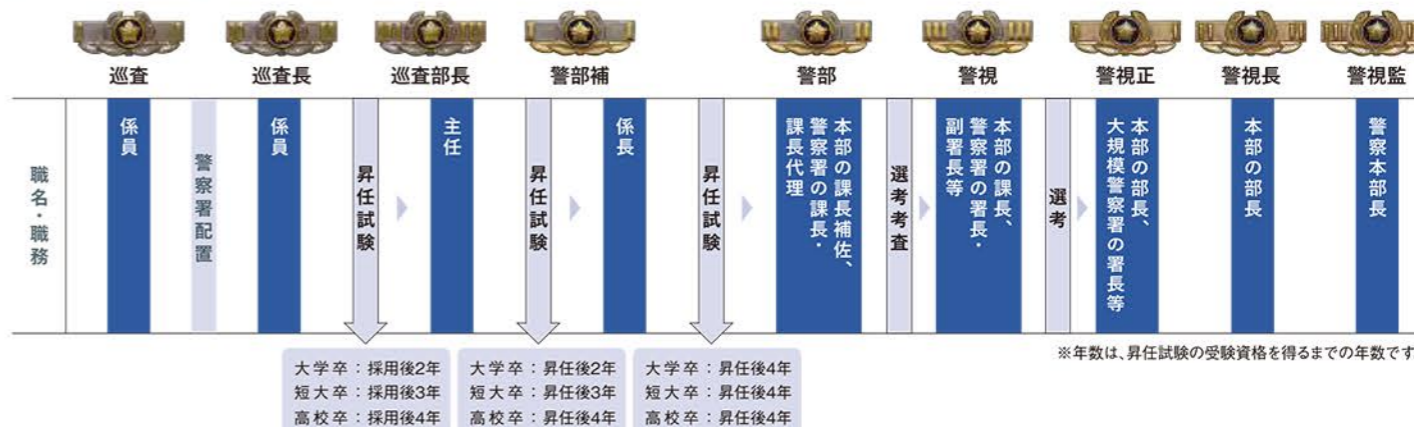 巡査
巡査長
巡査部長
警部補
警部
警視
警視正
警視長
警視監
職名・職務
係員
警察署配置
係員
昇任試験
主任
昇任試験
係長
昇任試験
本部の課長補佐、
警察署の課長・
課長代理
選考考査
本部の課長、
警察署の署長・
副署長等
選考
本部の部長、
大規模警察署の署長等
本部の部長
警察本部長
大学卒：採用後2年
短大卒：採用後3年
高校卒：採用後4年
大学卒：昇任後2年
短大卒：昇任後3年
高校卒：昇任後4年
大学卒：昇任後4年
短大卒：昇任後4年
高校卒：昇任後4年
※年数は、昇任試験の受験資格を得るまでの年数です